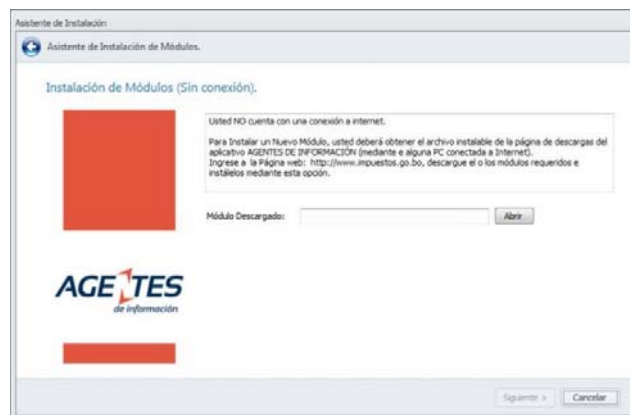 Asistente de Instalación
Asistente de Instalación de Módulos.
Instalación de Módulos (Sin conexión).
Usted NO cuenta con una conexión a internet.
Para Instalar un Nuevo Módulo, usted deberá obtener el archivo instalable de la página de descargas del
aplicativo AGENTES DE INFORMACIÓN (mediante e alguna PC conectada a Internet).
Ingrese a la Página web: http://www.impuestos.go.bo, descargue el o los módulos requeridos e
instálelos mediante esta opción.
Módulo Descargado:
Abrir
AGENTES
de información
Siguiente >
Cancelar